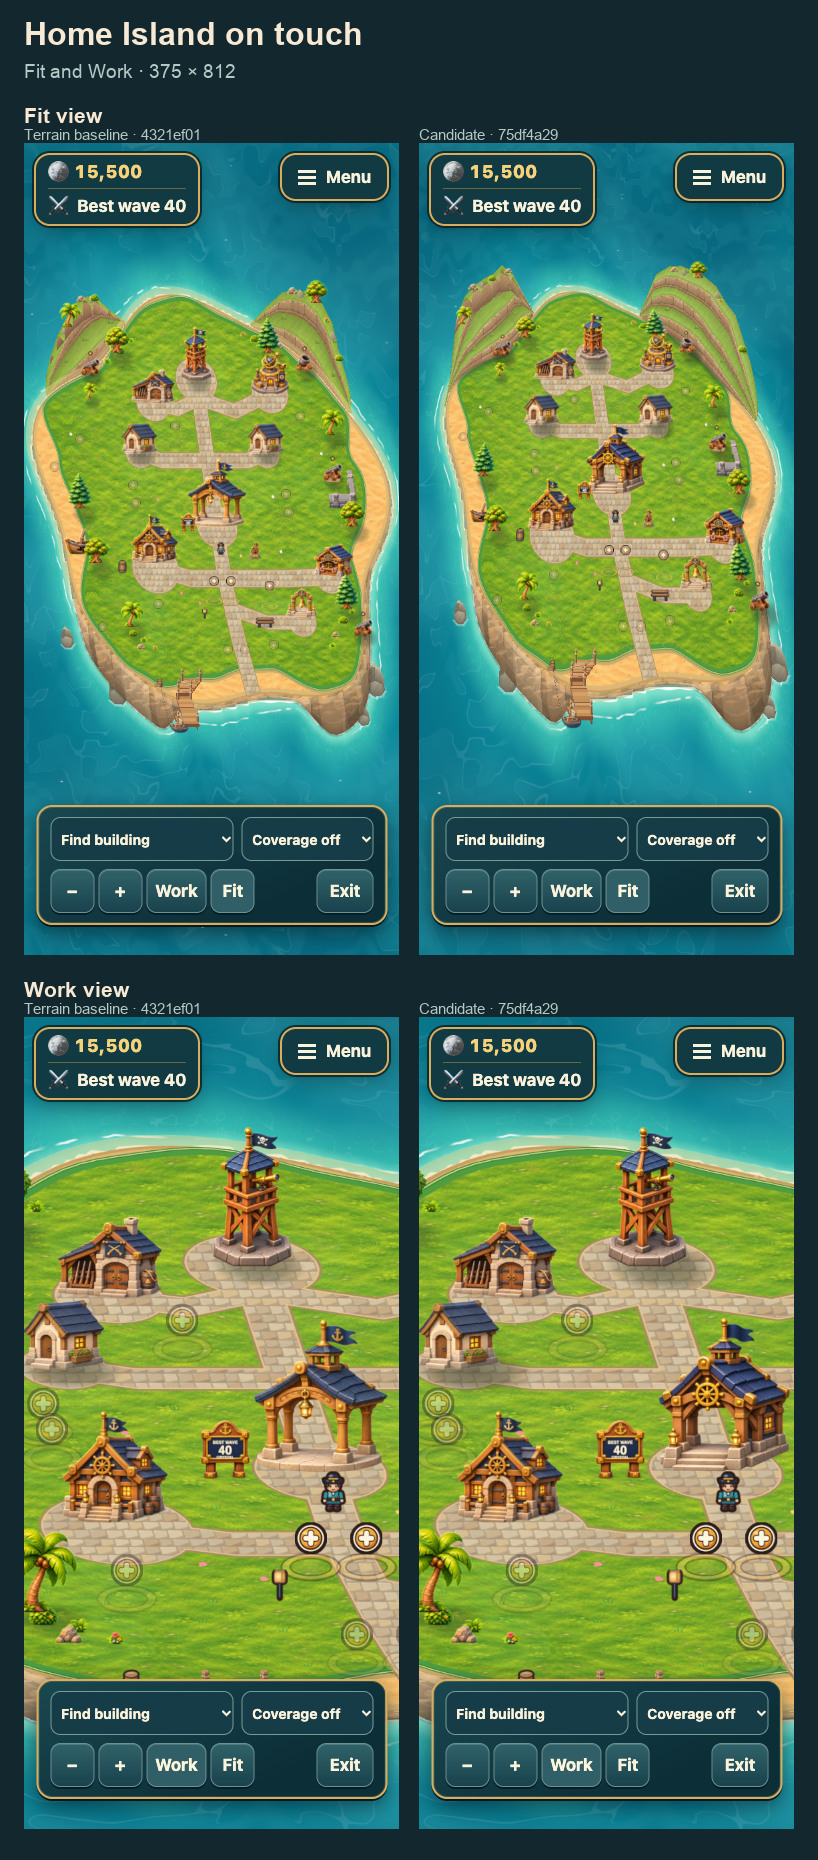 Home Island on touch
Fit and Work · 375 × 812
Fit view
Terrain baseline · 4321ef01
Candidate · 75df4a29
15,500
Best wave 40
Menu
15,500
Best wave 40
Menu
Find building
Coverage off
− + Work Fit Exit
Find building
Coverage off
− + Work Fit Exit
Work view
Terrain baseline · 4321ef01
Candidate · 75df4a29
15,500
Best wave 40
Menu
15,500
Best wave 40
Menu
BEST WAVE
40
BEST WAVE
40
Find building
Coverage off
− + Work Fit Exit
Find building
Coverage off
− + Work Fit Exit